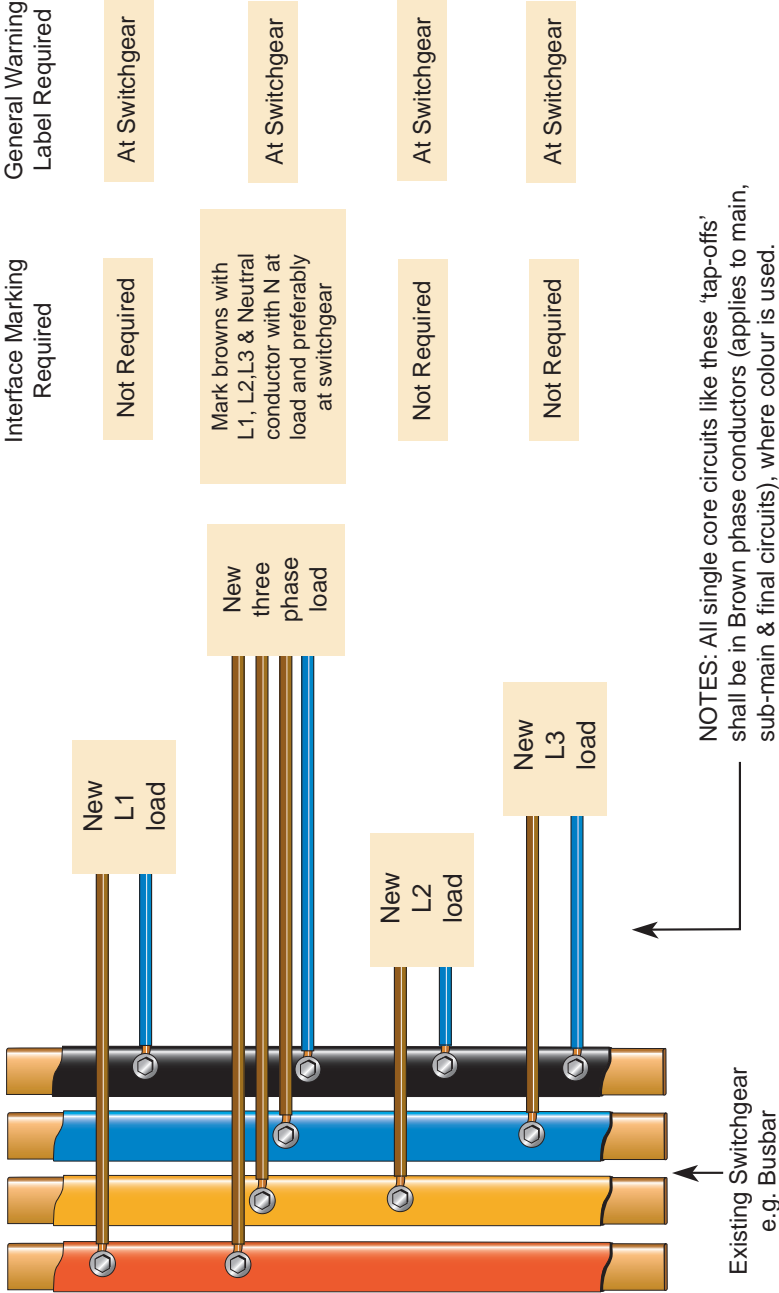 Interface Marking
Required
General Warning
Label Required
New
L1
load
Not Required
At Switchgear
New
three
phase
load
Mark browns with
L1, L2,L3 & Neutral
conductor with N at
load and preferably
at switchgear
At Switchgear
New
L2
load
Not Required
At Switchgear
New
L3
load
Not Required
At Switchgear
Existing Switchgear
e.g. Busbar
NOTES: All single core circuits like these 'tap-offs'
shall be in Brown phase conductors (applies to main,
sub-main & final circuits), where colour is used.